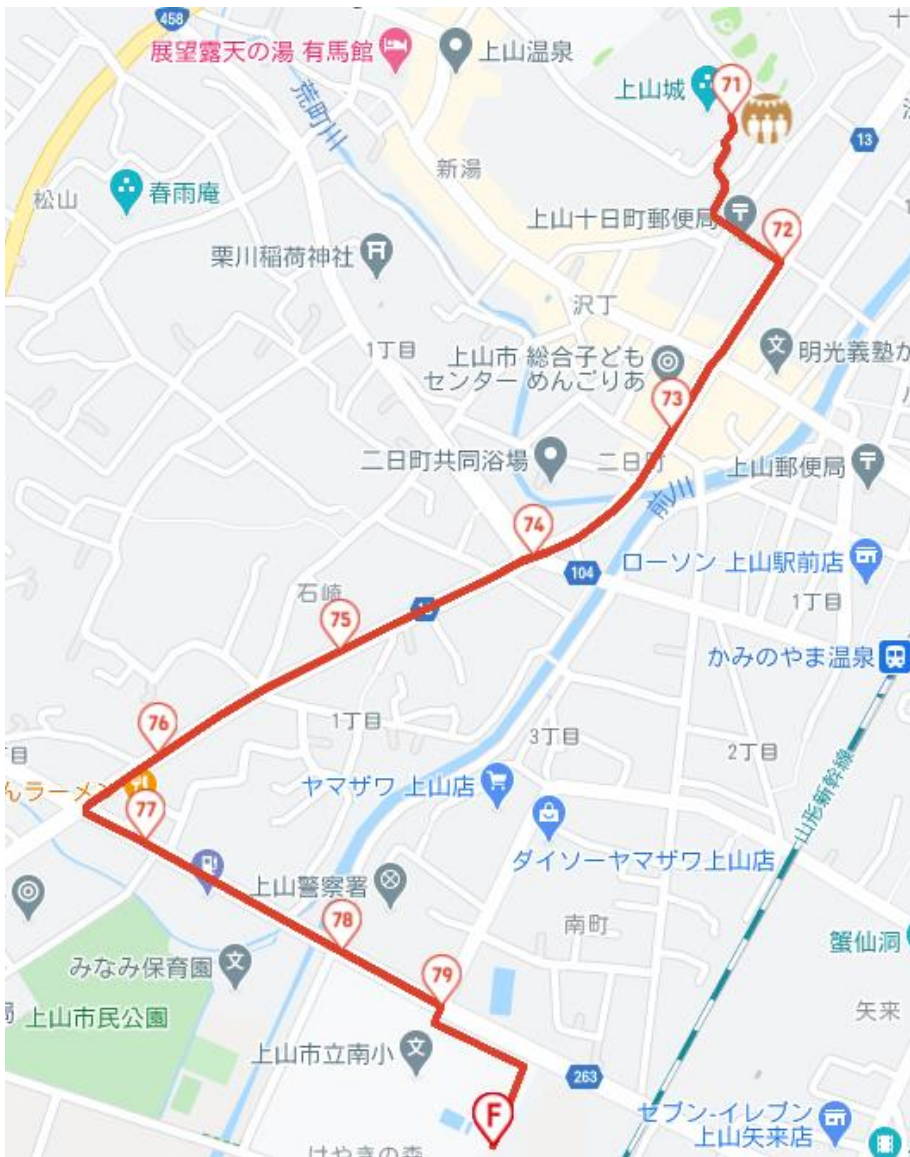 十
458
展望露天の湯 有馬館
上山温泉
上山城
71
荒町川
13
新湯
松山
春雨庵
上山十日町郵便局
72
栗川稲荷神社
沢丁
1丁目
上山市 総合子ども
センター めんごりあ
明光義塾か
73
二日町共同浴場
二日町
上山郵便局
前川
74
104
ローソン 上山駅前店
石崎
1丁目
75
13
かみのやま温泉
76
1丁目
3丁目
2丁目
丁目
んラーメン
77
ヤマザワ 上山店
山形新幹線
ダイソーヤマザワ上山店
上山警察署
78
南町
蟹仙洞
みなみ保育園
79
局
上山市民公園
矢来
上山市立南小
263
F
セブン-イレブン
上山矢来店
はやきの森